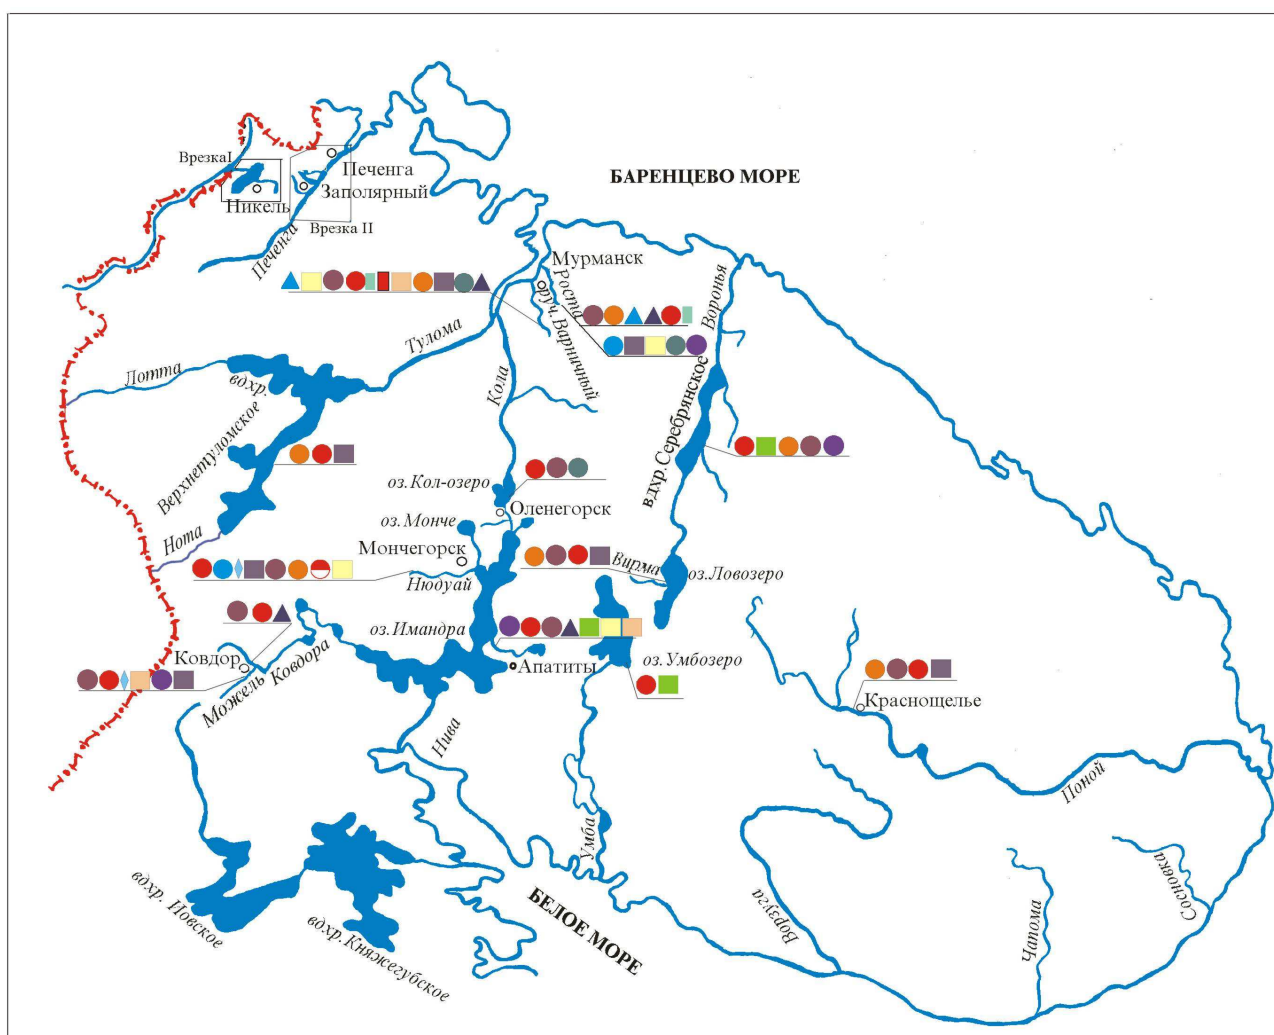 ВрезкаI
Печенга
Заполярный
Никель
Врезка II
Печенга
БАРЕНЦЕВО МОРЕ
Мурманск
Роста
руч. Варничный
Воронья
Тулома
Кола
Лотта
вдхр.
Верхнетуломское
вдхр. Серебрянское
оз. Кол-озеро
Оленегорск
оз. Монче
Нота
Мончегорск
Нюдуай
Вирма
оз. Ловозеро
оз. Имандра
Ковдор
Ковдора
Можель
Апатиты
оз. Умбозеро
Краснощелье
Нива
Поной
Умба
Варзуга
Чапома
Сосновка
БЕЛОЕ МОРЕ
вдхр. Иовское
вдхр. Княжегубское